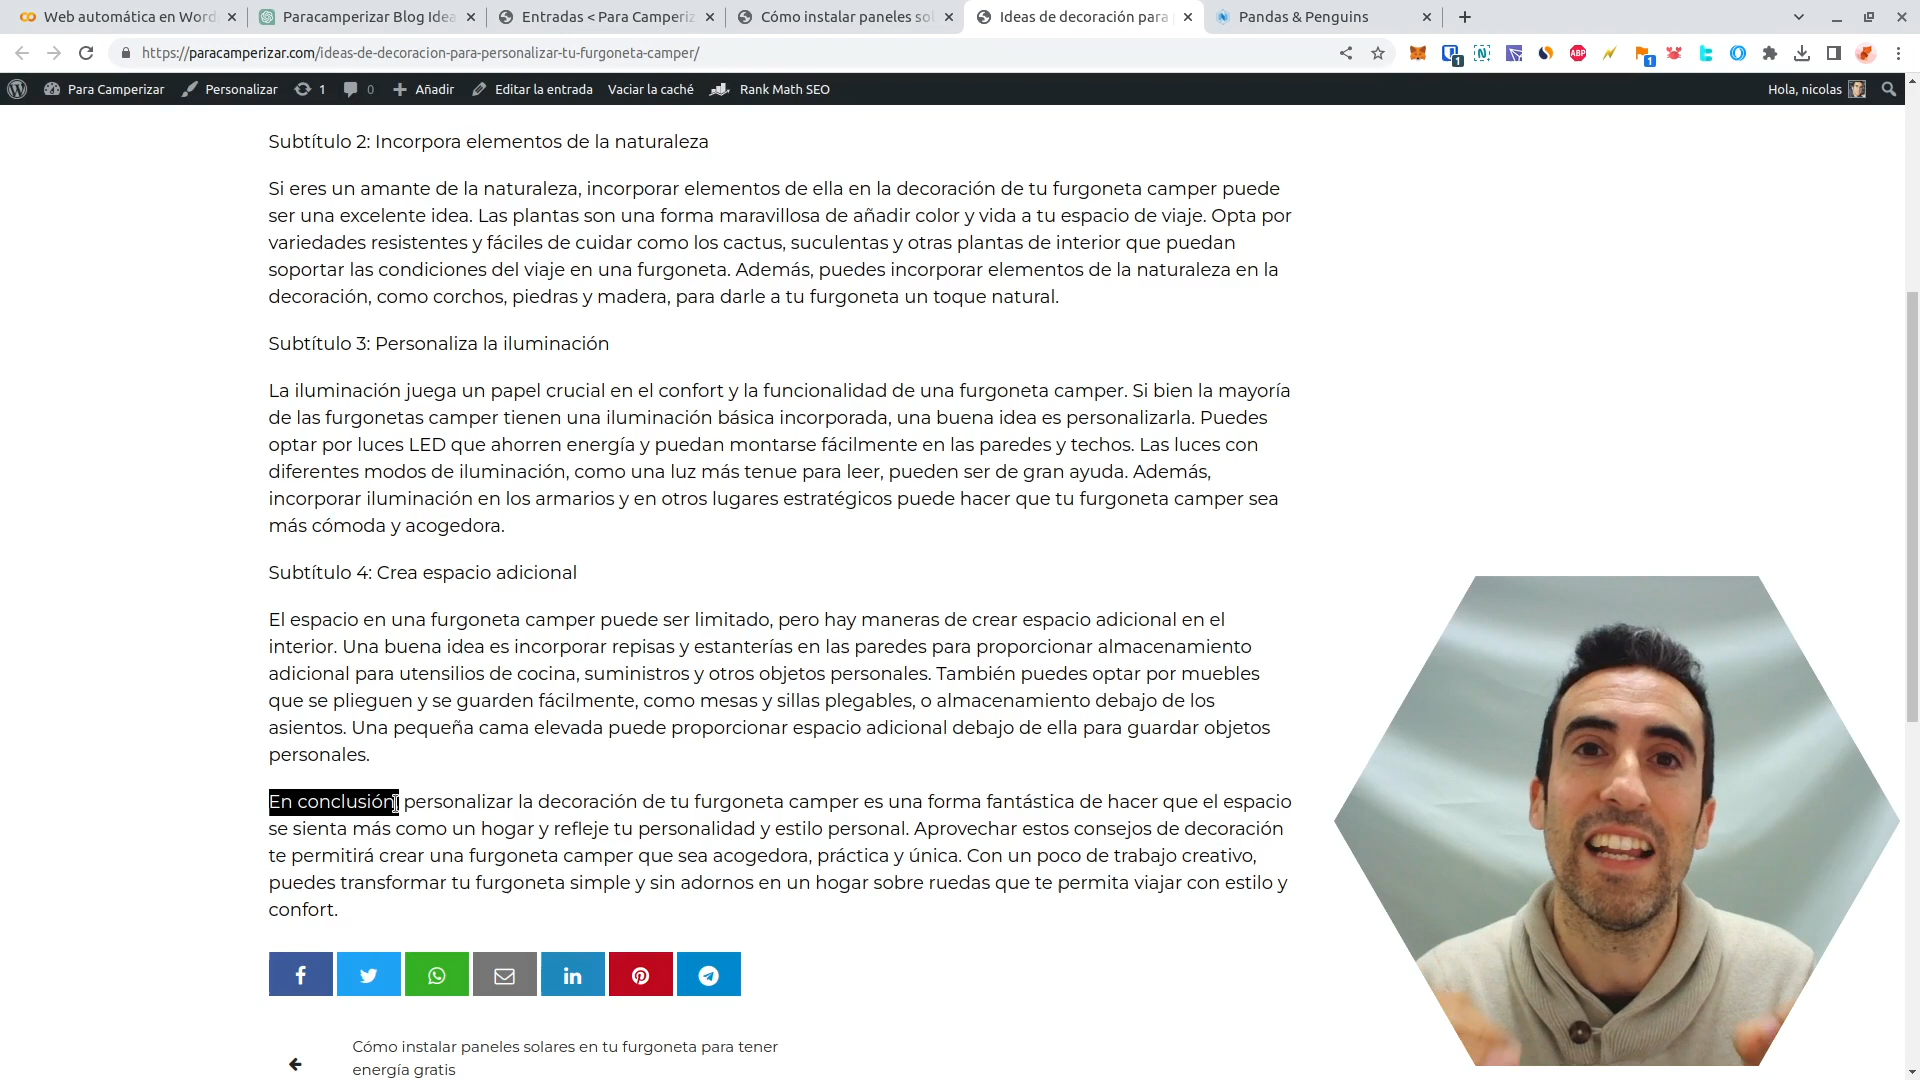 Web automática en Word
Paracamperizar Blog Idea
Entradas < Para Camperiz
Cómo instalar paneles sol
Ideas de decoración para
Pandas & Penguins
https://paracamperizar.com/ideas-de-decoracion-para-personalizar-tu-furgoneta-camper/
Para Camperizar
Personalizar
1
0
Añadir
Editar la entrada
Vaciar la caché
Rank Math SEO
Hola, nicolas
Subtítulo 2: Incorpora elementos de la naturaleza
Si eres un amante de la naturaleza, incorporar elementos de ella en la decoración de tu furgoneta camper puede
ser una excelente idea. Las plantas son una forma maravillosa de añadir color y vida a tu espacio de viaje. Opta por
variedades resistentes y fáciles de cuidar como los cactus, suculentas y otras plantas de interior que puedan
soportar las condiciones del viaje en una furgoneta. Además, puedes incorporar elementos de la naturaleza en la
decoración, como corchos, piedras y madera, para darle a tu furgoneta un toque natural.
Subtítulo 3: Personaliza la iluminación
La iluminación juega un papel crucial en el confort y la funcionalidad de una furgoneta camper. Si bien la mayoría
de las furgonetas camper tienen una iluminación básica incorporada, una buena idea es personalizarla. Puedes
optar por luces LED que ahorren energía y puedan montarse fácilmente en las paredes y techos. Las luces con
diferentes modos de iluminación, como una luz más tenue para leer, pueden ser de gran ayuda. Además,
incorporar iluminación en los armarios y en otros lugares estratégicos puede hacer que tu furgoneta camper sea
más cómoda y acogedora.
Subtítulo 4: Crea espacio adicional
El espacio en una furgoneta camper puede ser limitado, pero hay maneras de crear espacio adicional en el
interior. Una buena idea es incorporar repisas y estanterías en las paredes para proporcionar almacenamiento
adicional para utensilios de cocina, suministros y otros objetos personales. También puedes optar por muebles
que se plieguen y se guarden fácilmente, como mesas y sillas plegables, o almacenamiento debajo de los
asientos. Una pequeña cama elevada puede proporcionar espacio adicional debajo de ella para guardar objetos
personales.
En conclusión, personalizar la decoración de tu furgoneta camper es una forma fantástica de hacer que el espacio
se sienta más como un hogar y refleje tu personalidad y estilo personal. Aprovechar estos consejos de decoración
te permitirá crear una furgoneta camper que sea acogedora, práctica y única. Con un poco de trabajo creativo,
puedes transformar tu furgoneta simple y sin adornos en un hogar sobre ruedas que te permita viajar con estilo y
confort.
Cómo instalar paneles solares en tu furgoneta para tener
energía gratis